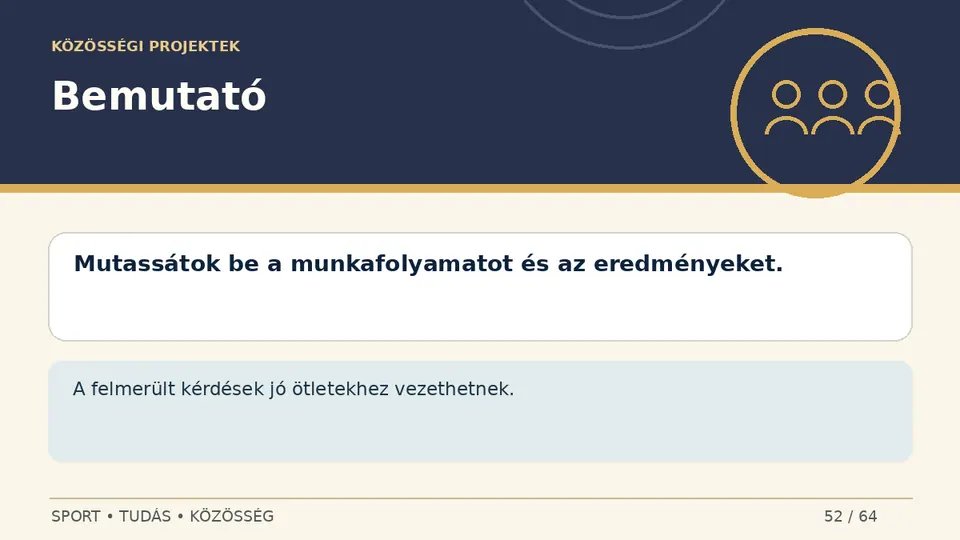 KÖZÖSSÉGI PROJEKTEK
Bemutató
Mutassátok be a munkafolyamatot és az eredményeket.
A felmerült kérdések jó ötletekhez vezethetnek.
SPORT • TUDÁS • KÖZÖSSÉG
52 / 64